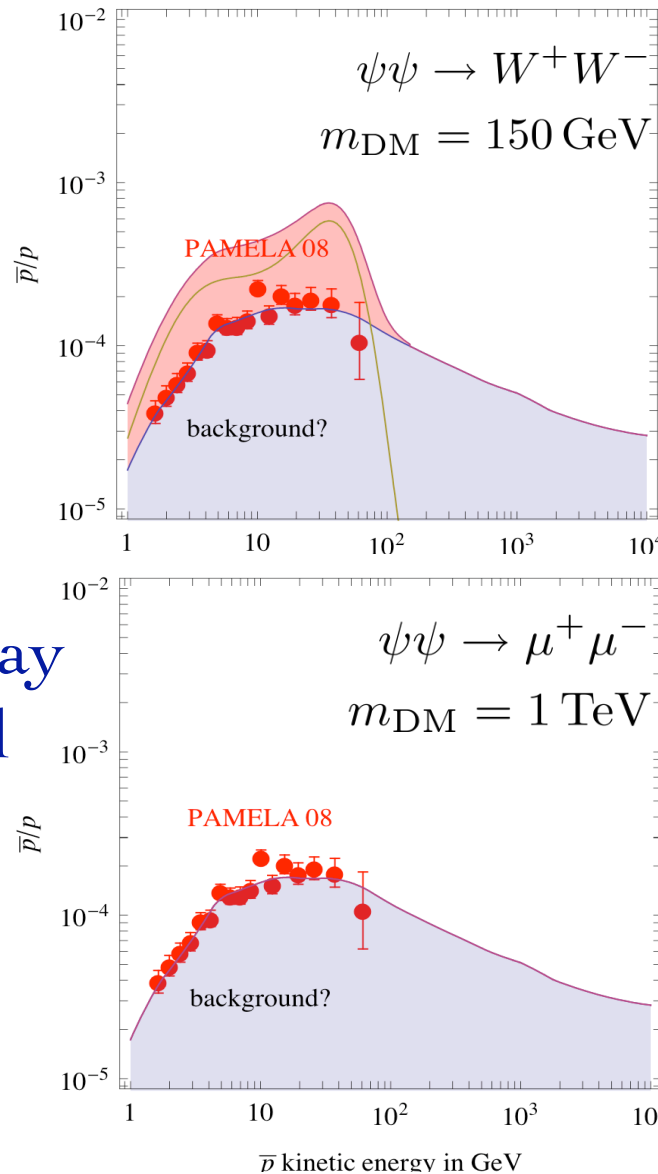 10⁻²
ψψ → W⁺W⁻
m_DM = 150 GeV
10⁻³
p̄/p
PAMELA 08
10⁻⁴
background?
10⁻⁵
1 10 10² 10³ 10⁴
10⁻²
ψψ → μ⁺μ⁻
ay
m_DM = 1 TeV
10⁻³
p̄/p
PAMELA 08
10⁻⁴
background?
10⁻⁵
1 10 10² 10³ 10
p̄ kinetic energy in GeV